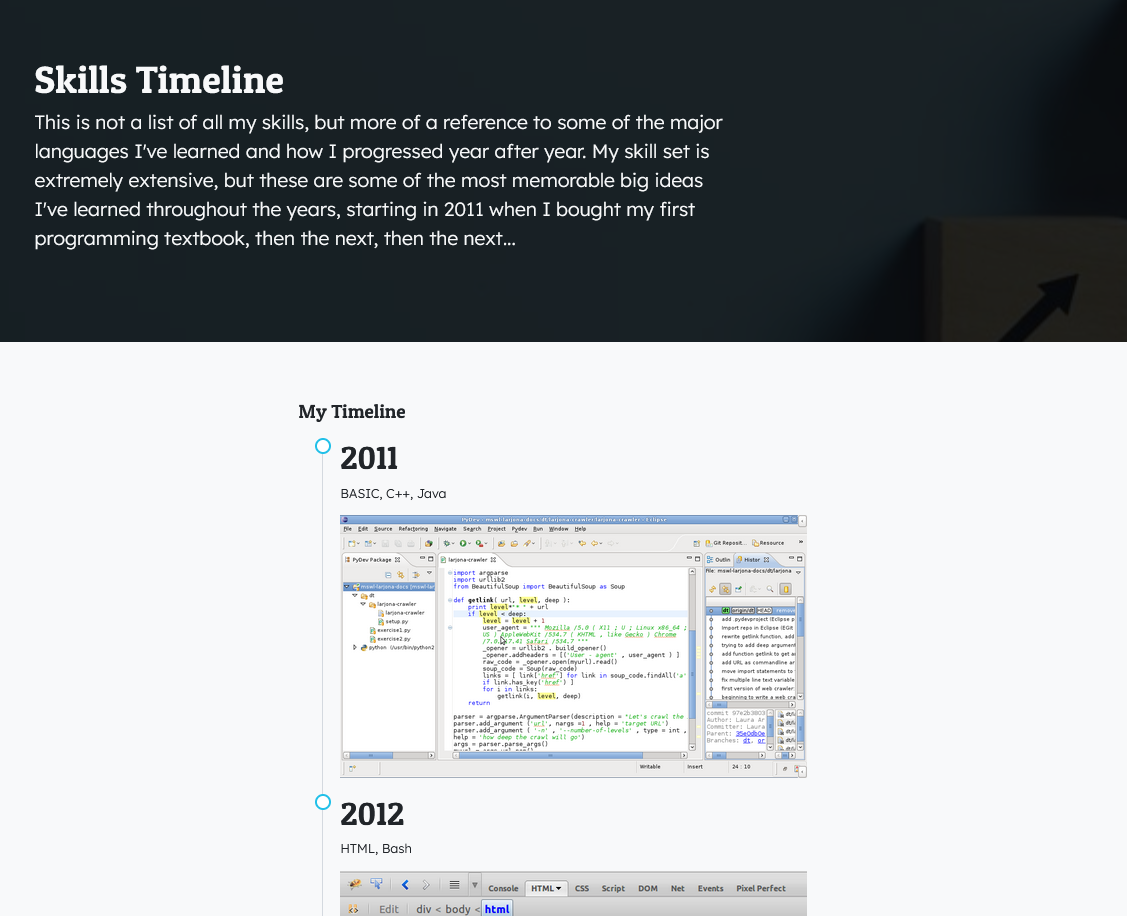 Skills Timeline
This is not a list of all my skills, but more of a reference to some of the major
languages I've learned and how I progressed year after year. My skill set is
extremely extensive, but these are some of the most memorable big ideas
I've learned throughout the years, starting in 2011 when I bought my first
programming textbook, then the next, then the next...
My Timeline
2011
BASIC, C++, Java
PyDev - mswl-larjona-docs/dt/larjona-crawler/larjona-crawler - Eclipse
File Edit Source Refactoring Navigate Search Project Pydev Run Window Help
Git Reposit... Resource
PyDev Package
larjona-crawler
Outlin
Histor
File: mswl-larjona-docs/dt/larjona
mswl-larjona-docs [mswl-lar
dt
larjona-crawler
larjona-crawler
setup.py
exercise1.py
exercise2.py
python (/usr/bin/python2
import argparse
import urllib2
from BeautifulSoup import BeautifulSoup as Soup
def getlink( url, level, deep ):
print level*"* " + url
if level < deep:
level = level + 1
user_agent = """ Mozilla /5.0 ( X11 ; U ; Linux x86_64 ;
US ) AppleWebKit /534.7 ( KHTML , like Gecko ) Chrome
Safari /534.7 """
_opener = urllib2 . build_opener()
_opener.addheaders = [('User - agent' , user_agent ) ]
raw_code = _opener.open(myurl).read()
soup_code = Soup(raw_code)
links = [ link['href'] for link in soup_code.findAll('a'
if link.has_key('href') ]
for i in links:
getlink(i, level, deep)
return
parser = argparse.ArgumentParser(description = "Let's crawl the
parser.add_argument ('url', nargs =1 , help = 'target URL')
parser.add_argument ( '-n' , '--number-of-levels' , type = int ,
help = 'how deep the crawl will go')
args = parser.parse_args()
dt origin/dt HEAD remove
add .pydevproject (Eclipse p
Import repo in Eclipse (EGit
rewrite getlink function, add
trying to add deep argument
add function getlink to get al
add URL as commandline ar
move import statements to
fix multiple line text variable
first version of web crawler:
beginning to write a web cra
commit 97e2b3803
Author: Laura Ar
Committer: Laura
Parent: 35e0db0e
Branches: dt, or
Writable Insert 24 : 10
2012
HTML, Bash
Console HTML CSS Script DOM Net Events Pixel Perfect
Edit div < body < html